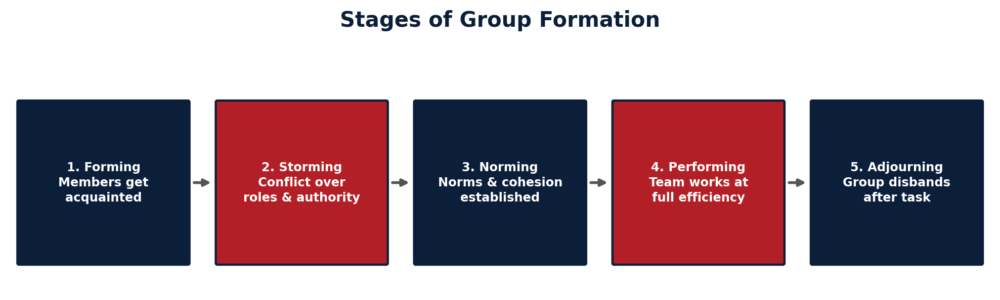 Stages of Group Formation
1. Forming
Members get
acquainted
2. Storming
Conflict over
roles & authority
3. Norming
Norms & cohesion
established
4. Performing
Team works at
full efficiency
5. Adjourning
Group disbands
after task